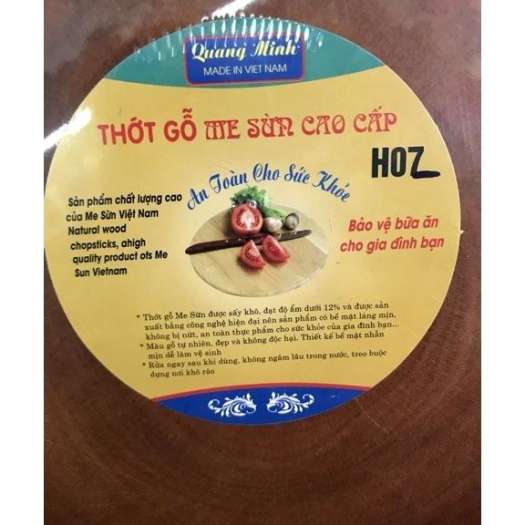 Quang Minh
MADE IN VIET NAM
THỚT GỖ ME SỪN CAO CẤP
H07
An Toàn Cho Sức Khỏe
Sản phẩm chất lượng cao
của Me Sừn Việt Nam
Natural wood
chopsticks, ahigh
quality product ofs Me
Sun Vietnam
Bảo vệ bữa ăn
cho gia đình bạn
* Thớt gỗ Me Sừn được sấy khô, đạt độ ẩm dưới 12% và được sản
xuất bằng công nghệ hiện đại nên sản phẩm có bề mặt láng mịn,
không bị nứt, an toàn thực phẩm cho sức khỏe của gia đình bạn...
* Màu gỗ tự nhiên, đẹp và không độc hại. Thiết kế bề mặt nhẵn
mịn dễ làm vệ sinh
* Rửa ngay sau khi dùng, không ngâm lâu trong nước, treo buộc
dựng nơi khô ráo